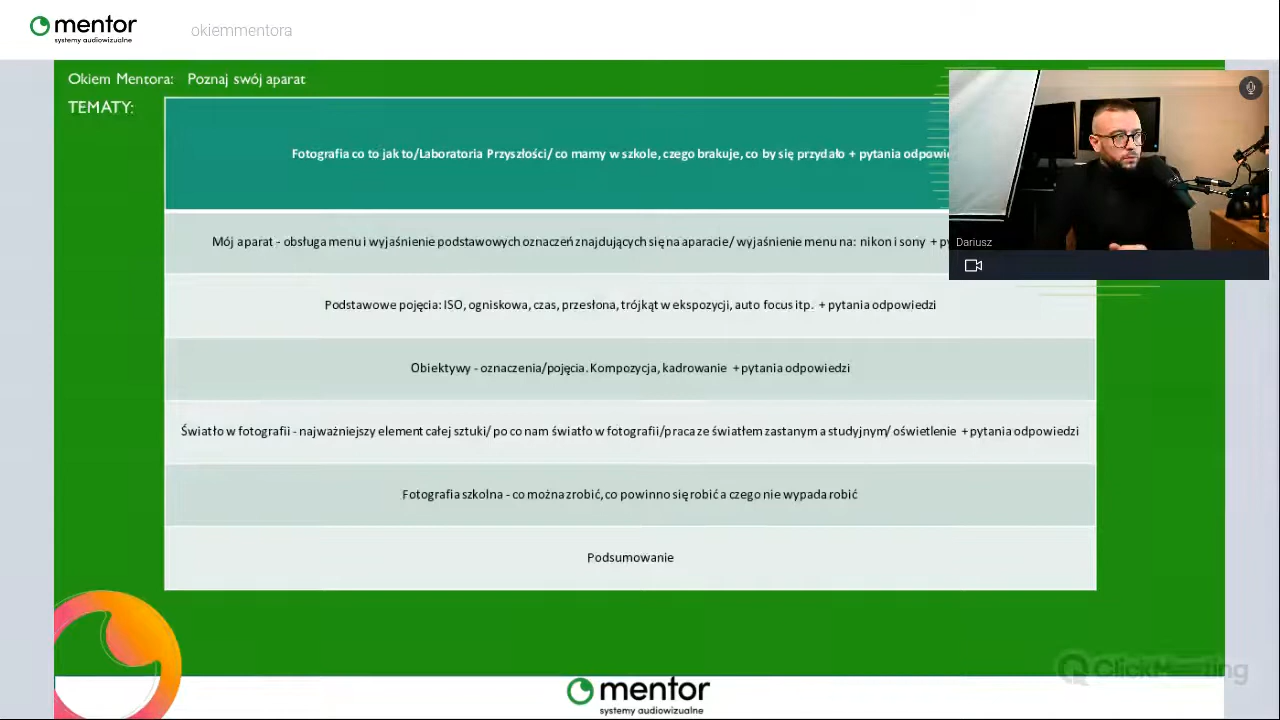 mentor
systemy audiowizualne
okiemmentora
Okiem Mentora: Poznaj swój aparat
TEMATY:
Fotografia co to jak to/Laboratoria Przyszłości/ co mamy w szkole, czego brakuje, co by się przydało + pytania
Mój aparat - obsługa menu i wyjaśnienie podstawowych oznaczeń znajdujących się na aparacie/ wyjaśnienie menu na: nikon i sony +
Dariusz
Podstawowe pojęcia: ISO, ogniskowa, czas, przesłona, trójkąt w ekspozycji, auto focus itp. + pytania odpowiedzi
Obiektywy - oznaczenia/pojęcia. Kompozycja, kadrowanie + pytania odpowiedzi
Światło w fotografii - najważniejszy element całej sztuki/ po co nam światło w fotografii/praca ze światłem zastanym a studyjnym/ oświetlenie + pytania odpowiedzi
Fotografia szkolna - co można zrobić, co powinno się robić a czego nie wypada robić
Podsumowanie
ClickMeeting
mentor
systemy audiowizualne